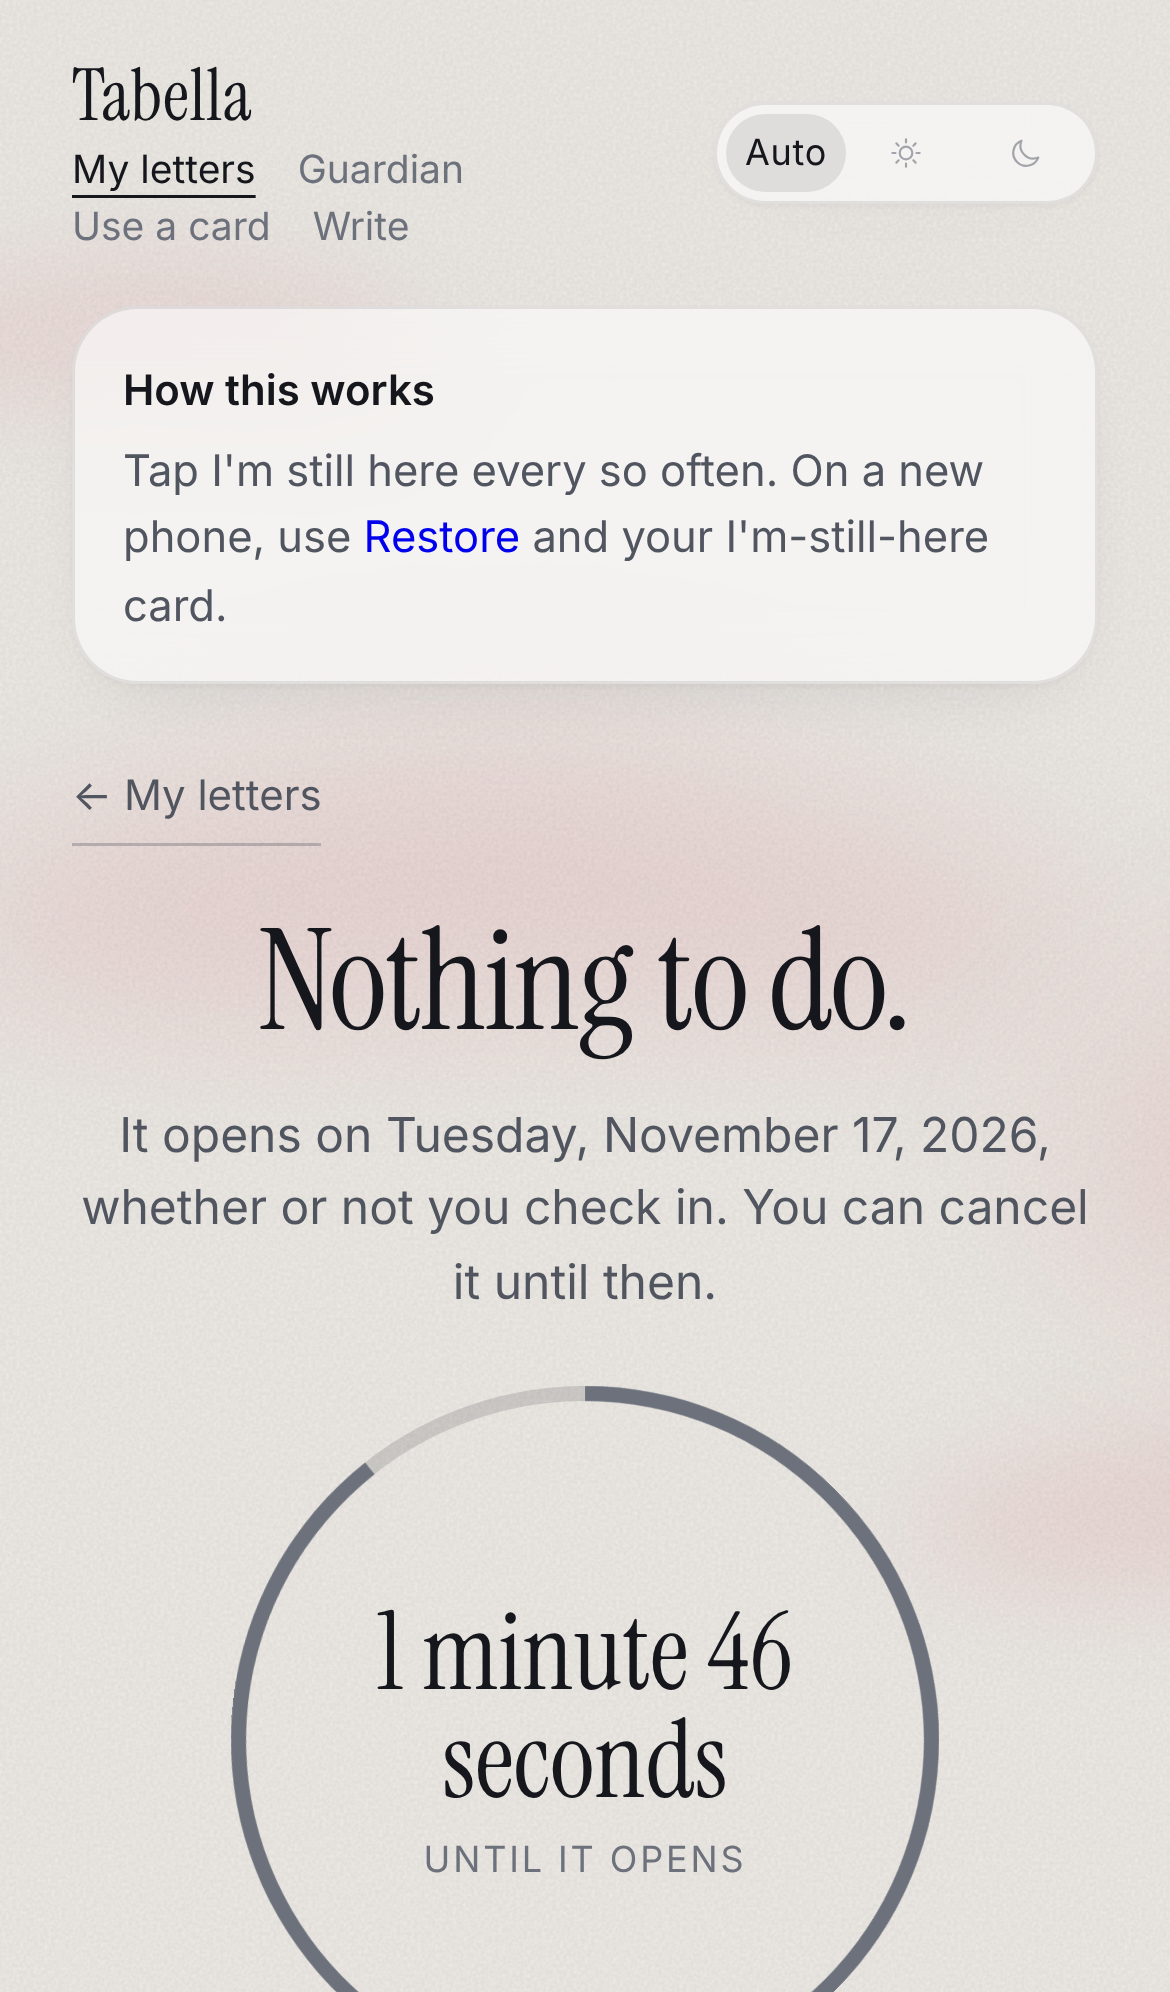 Tabella
My letters Guardian
Use a card Write
Auto
How this works
Tap I'm still here every so often. On a new
phone, use Restore and your I'm-still-here
card.
← My letters
Nothing to do.
It opens on Tuesday, November 17, 2026,
whether or not you check in. You can cancel
it until then.
1 minute 46
seconds
UNTIL IT OPENS